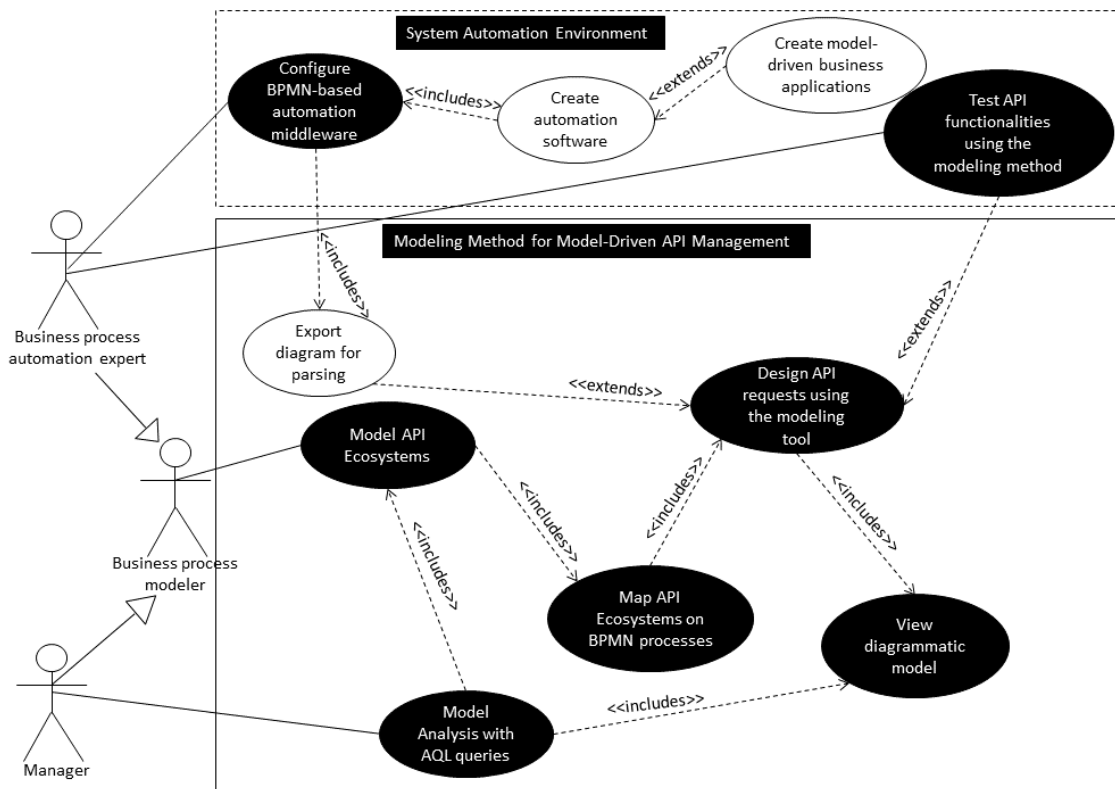 System Automation Environment
Configure
BPMN-based
automation
middleware
<<includes>>
Create
automation
software
<<extends>>
Create model-
driven business
applications
Test API
functionalities
using the
modeling method
Modeling Method for Model-Driven API Management
Business process
automation expert
<<includes>>
Export
diagram for
parsing
<<extends>>
<<extends>>
Design API
requests using
the modeling
tool
Model API
Ecosystems
Business process
modeler
<<includes>>
<<includes>>
<<includes>>
<<includes>>
Map API
Ecosystems on
BPMN processes
View
diagrammatic
model
<<includes>>
Model
Analysis with
AQL queries
Manager